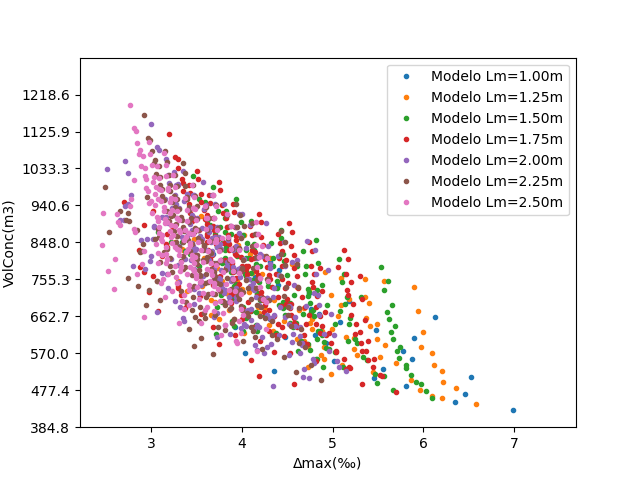 Modelo Lm=1.00m
Modelo Lm=1.25m
Modelo Lm=1.50m
Modelo Lm=1.75m
Modelo Lm=2.00m
Modelo Lm=2.25m
Modelo Lm=2.50m
VolConc(m3)
1218.6
1125.9
1033.3
940.6
848.0
755.3
662.7
570.0
477.4
384.8
3 4 5 6 7
Δmax(‰)